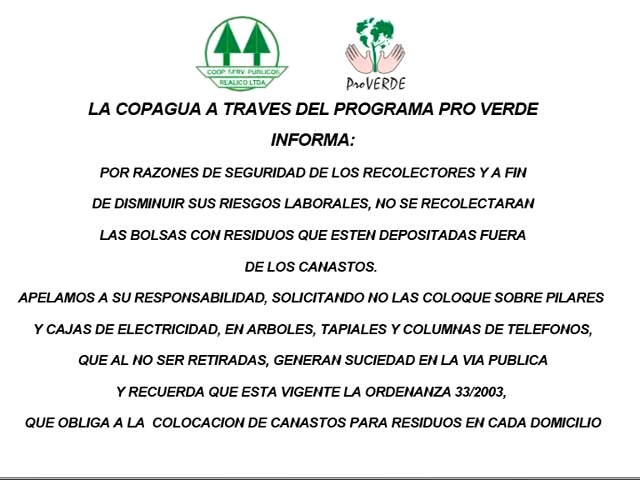 COOP. SERV. PUBLICOS
REALICO LTDA.
ProVERDE
LA COPAGUA A TRAVES DEL PROGRAMA PRO VERDE
INFORMA:
POR RAZONES DE SEGURIDAD DE LOS RECOLECTORES Y A FIN
DE DISMINUIR SUS RIESGOS LABORALES, NO SE RECOLECTARAN
LAS BOLSAS CON RESIDUOS QUE ESTEN DEPOSITADAS FUERA
DE LOS CANASTOS.
APELAMOS A SU RESPONSABILIDAD, SOLICITANDO NO LAS COLOQUE SOBRE PILARES
Y CAJAS DE ELECTRICIDAD, EN ARBOLES, TAPIALES Y COLUMNAS DE TELEFONOS,
QUE AL NO SER RETIRADAS, GENERAN SUCIEDAD EN LA VIA PUBLICA
Y RECUERDA QUE ESTA VIGENTE LA ORDENANZA 33/2003,
QUE OBLIGA A LA  COLOCACION DE CANASTOS PARA RESIDUOS EN CADA DOMICILIO